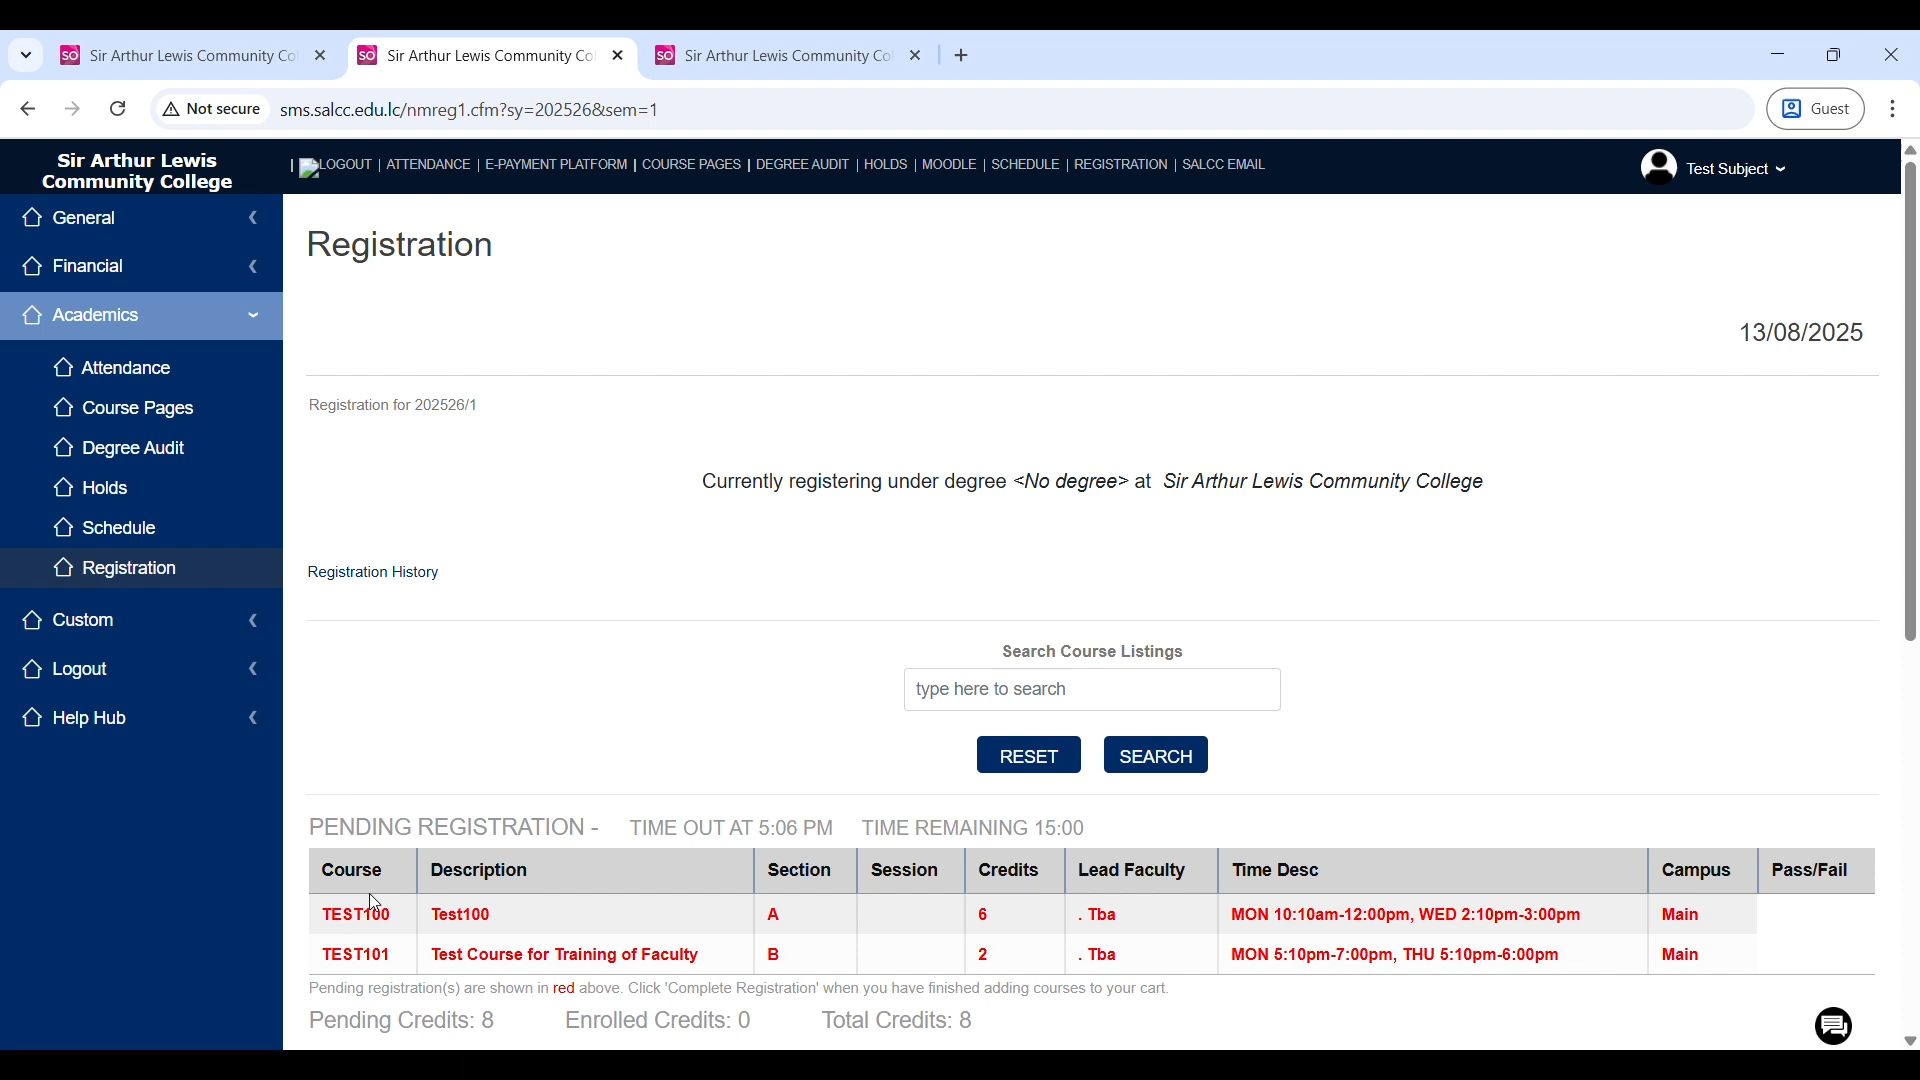 SO Sir Arthur Lewis Community Co
SO Sir Arthur Lewis Community Co
SO Sir Arthur Lewis Community Co
Not secure sms.salcc.edu.lc/nmreg1.cfm?sy=202526&sem=1 Guest
Sir Arthur Lewis
Community College
| LOGOUT | ATTENDANCE | E-PAYMENT PLATFORM | COURSE PAGES | DEGREE AUDIT | HOLDS | MOODLE | SCHEDULE | REGISTRATION | SALCC EMAIL
Test Subject
General
Financial
Academics
Attendance
Course Pages
Degree Audit
Holds
Schedule
Registration
Custom
Logout
Help Hub
Registration
13/08/2025
Registration for 202526/1
Currently registering under degree <No degree> at Sir Arthur Lewis Community College
Registration History
Search Course Listings
type here to search
RESET SEARCH
PENDING REGISTRATION - TIME OUT AT 5:06 PM TIME REMAINING 15:00
Course Description Section Session Credits Lead Faculty Time Desc Campus Pass/Fail
TEST100 Test100 A 6 . Tba MON 10:10am-12:00pm, WED 2:10pm-3:00pm Main
TEST101 Test Course for Training of Faculty B 2 . Tba MON 5:10pm-7:00pm, THU 5:10pm-6:00pm Main
Pending registration(s) are shown in red above. Click 'Complete Registration' when you have finished adding courses to your cart.
Pending Credits: 8 Enrolled Credits: 0 Total Credits: 8